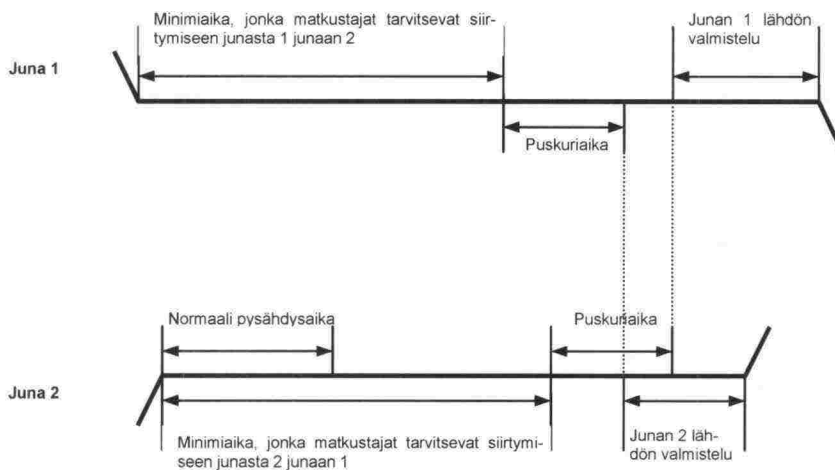 Minimiaika, jonka matkustajat tarvitsevat siir-
tymiseen junasta 1 junaan 2
Junan 1 lähdön
valmistelu
Juna 1
Puskuriaika
Normaali pysähdysaika
Puskuriaika
Juna 2
Minimiaika, jonka matkustajat tarvitsevat siirtymi-
seen junasta 2 junaan 1
Junan 2 läh-
dön valmistelu